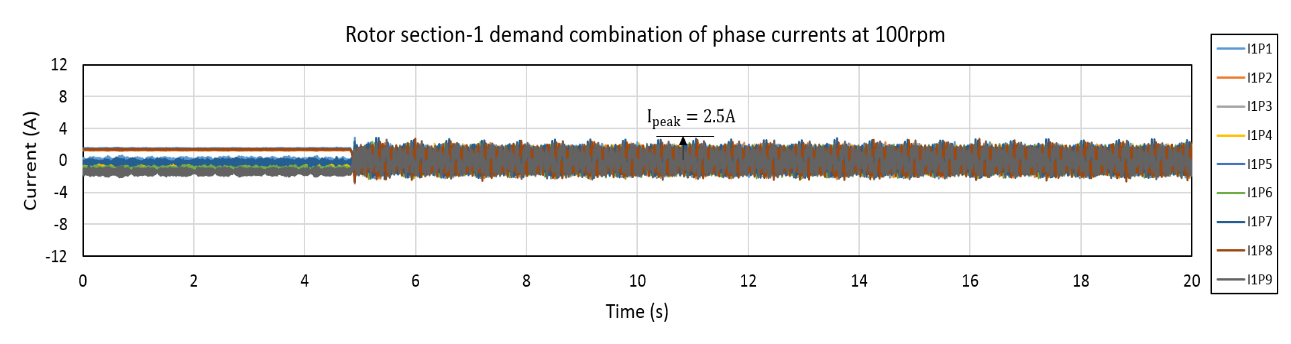 Rotor section-1 demand combination of phase currents at 100rpm
12
8
4
0
-4
-8
-12
Current (A)
I_peak = 2.5A
0 2 4 6 8 10 12 14 16 18 20
Time (s)
I1P1
I1P2
I1P3
I1P4
I1P5
I1P6
I1P7
I1P8
I1P9